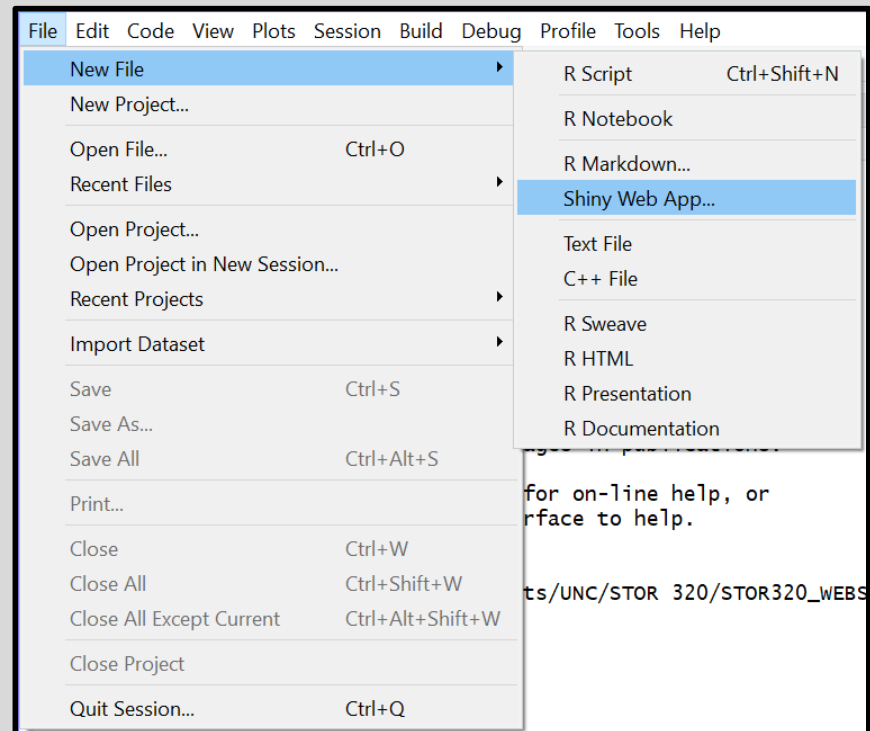 File Edit Code View Plots Session Build Debug Profile Tools Help
New File
New Project...
Open File... Ctrl+O
Recent Files
Open Project...
Open Project in New Session...
Recent Projects
Import Dataset
Save Ctrl+S
Save As...
Save All Ctrl+Alt+S
Print...
Close Ctrl+W
Close All Ctrl+Shift+W
Close All Except Current Ctrl+Alt+Shift+W
Close Project
Quit Session... Ctrl+Q
R Script Ctrl+Shift+N
R Notebook
R Markdown...
Shiny Web App...
Text File
C++ File
R Sweave
R HTML
R Presentation
R Documentation
for on-line help, or
rface to help.
ts/UNC/STOR 320/STOR320_WEBS